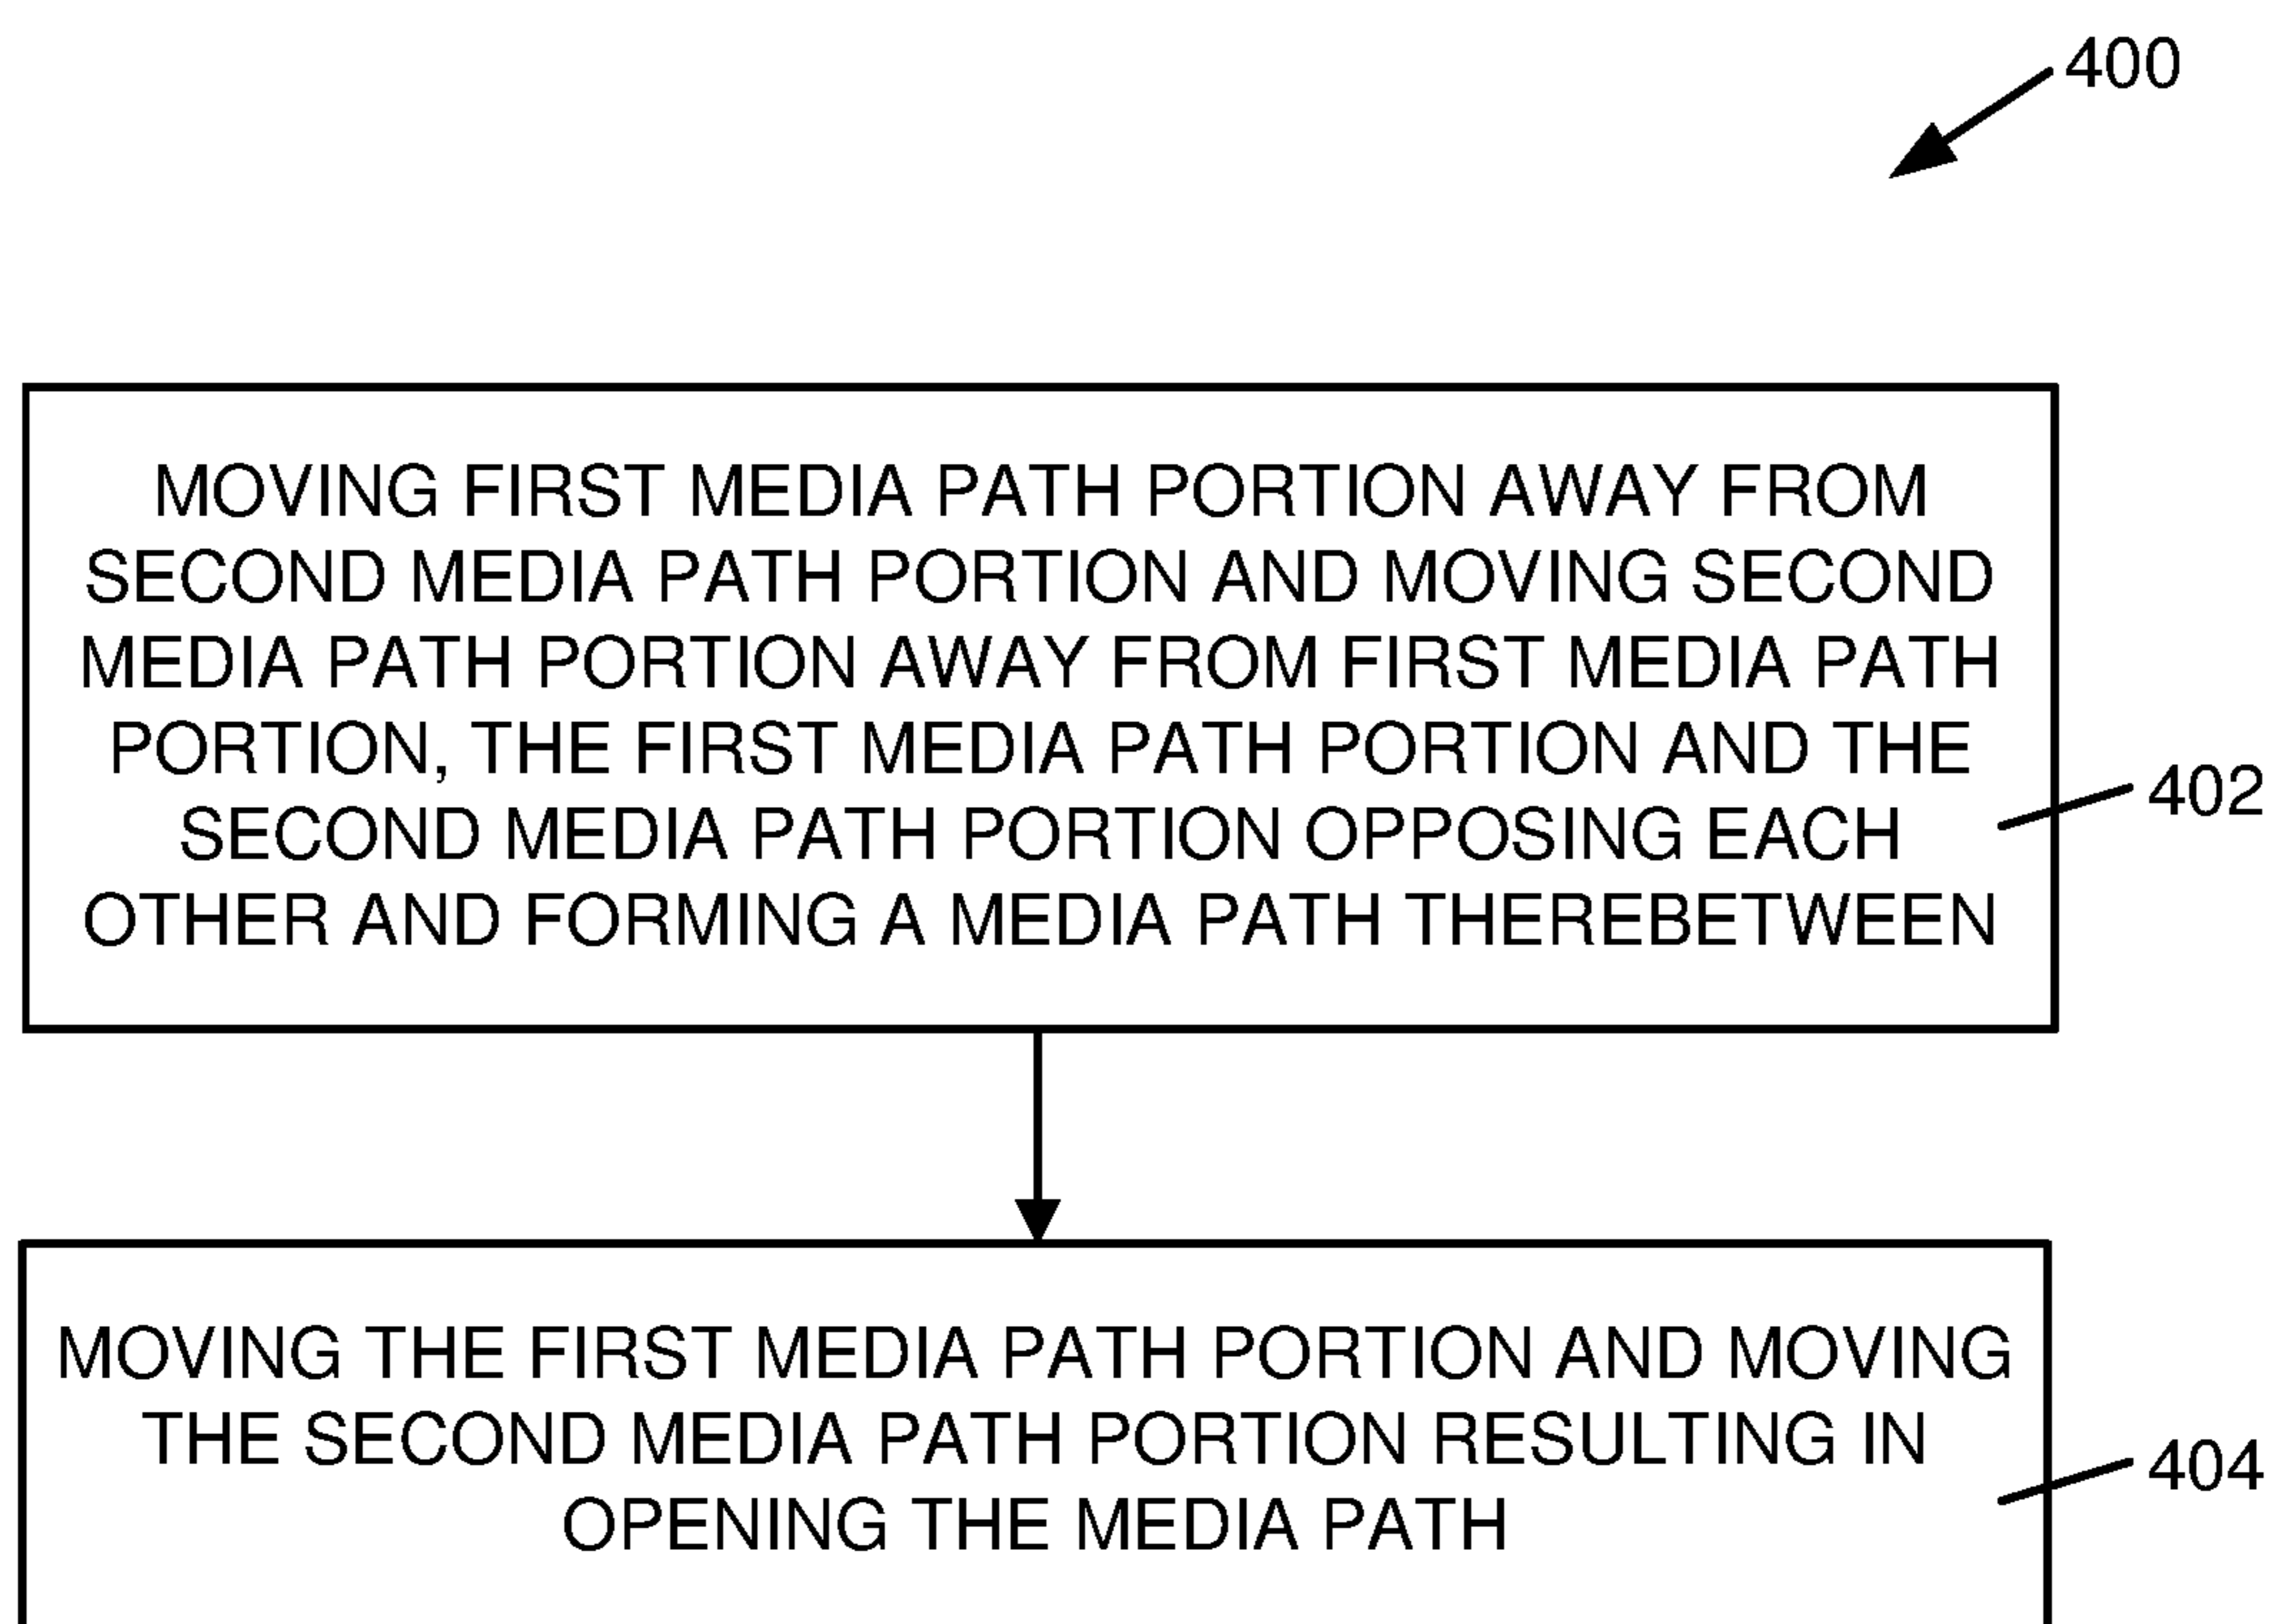 400
MOVING FIRST MEDIA PATH PORTION AWAY FROM
SECOND MEDIA PATH PORTION AND MOVING SECOND
MEDIA PATH PORTION AWAY FROM FIRST MEDIA PATH
PORTION, THE FIRST MEDIA PATH PORTION AND THE
SECOND MEDIA PATH PORTION OPPOSING EACH
OTHER AND FORMING A MEDIA PATH THEREBETWEEN
402
MOVING THE FIRST MEDIA PATH PORTION AND MOVING
THE SECOND MEDIA PATH PORTION RESULTING IN
OPENING THE MEDIA PATH
404